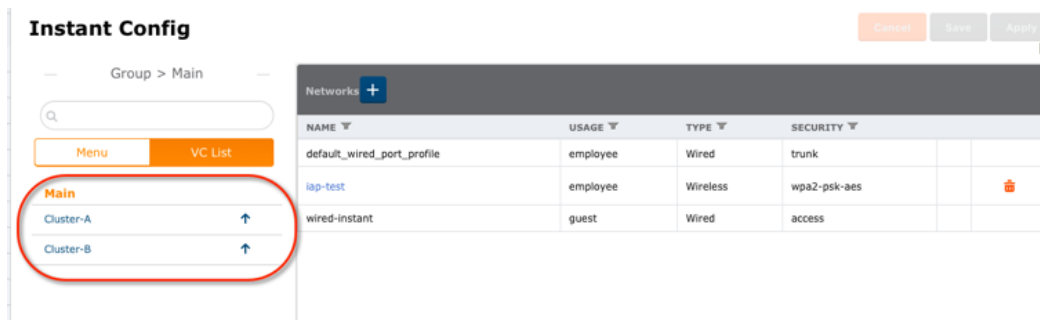 Instant Config
Cancel Save Apply
Group > Main
Menu VC List
Main
Cluster-A
Cluster-B
Networks +
NAME USAGE TYPE SECURITY
default_wired_port_profile employee Wired trunk
iap-test employee Wireless wpa2-psk-aes
wired-instant guest Wired access